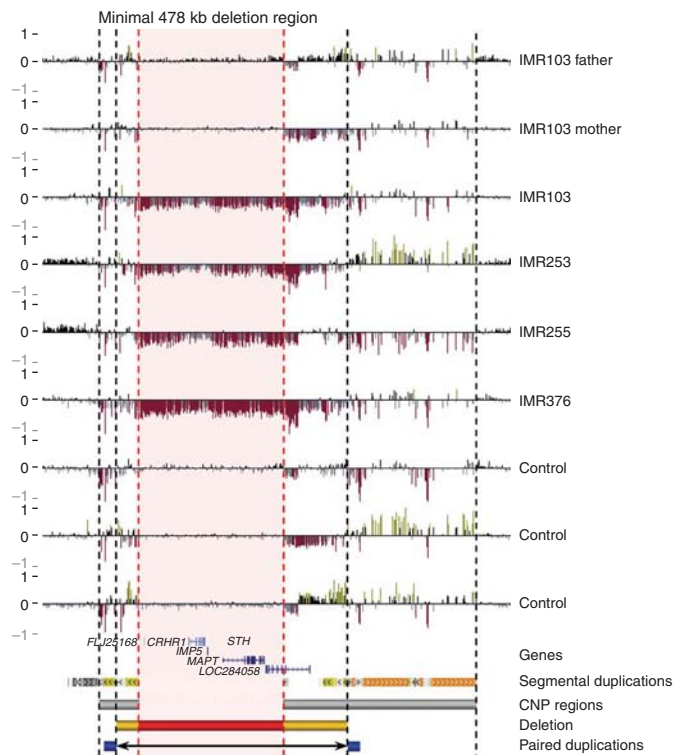 Minimal 478 kb deletion region
1
0
−1
IMR103 father
1
0
−1
IMR103 mother
1
0
−1
IMR103
1
0
−1
IMR253
1
0
−1
IMR255
1
0
−1
IMR376
1
0
−1
Control
1
0
−1
Control
1
0
−1
Control
FLJ25168
CRHR1
STH
IMP5
MAPT
LOC284058
Genes
Segmental duplications
CNP regions
Deletion
Paired duplications